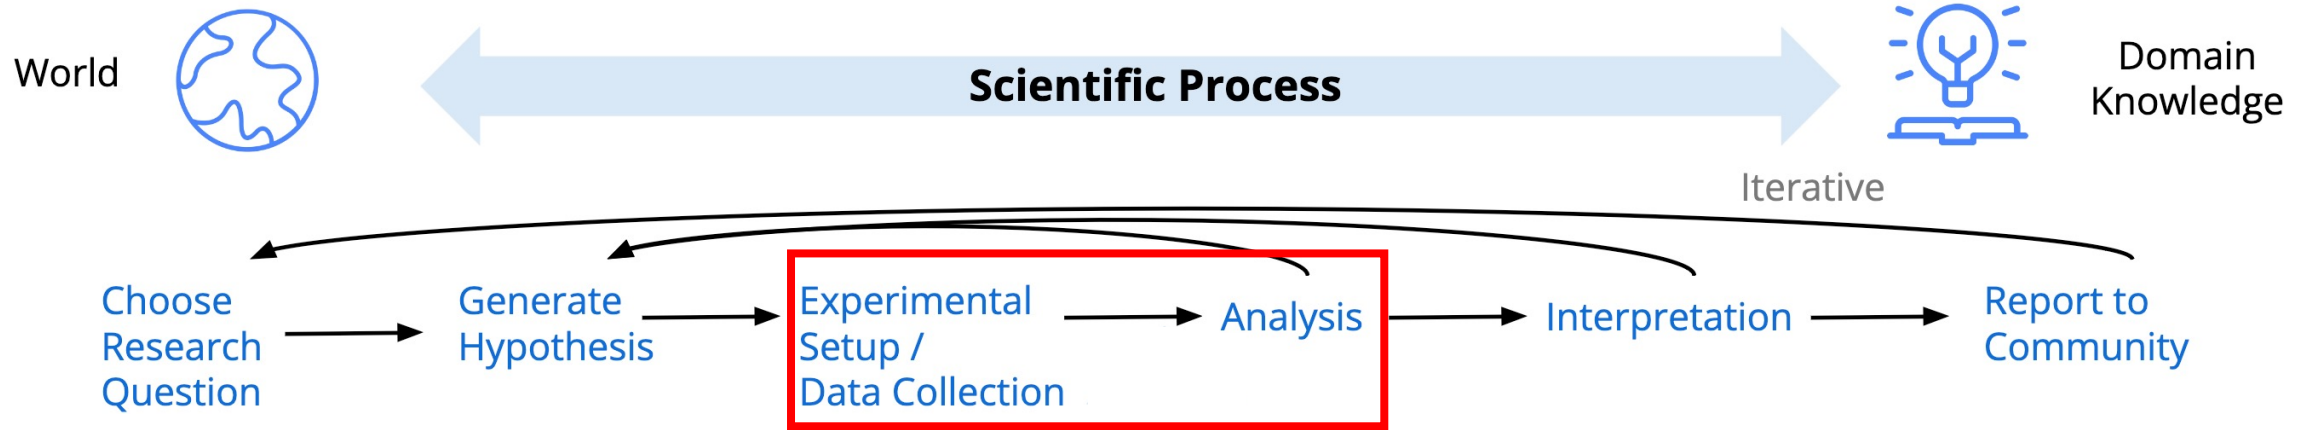 World
Scientific Process
Domain
Knowledge
Iterative
Choose
Research
Question
Generate
Hypothesis
Experimental
Setup /
Data Collection
Analysis
Interpretation
Report to
Community